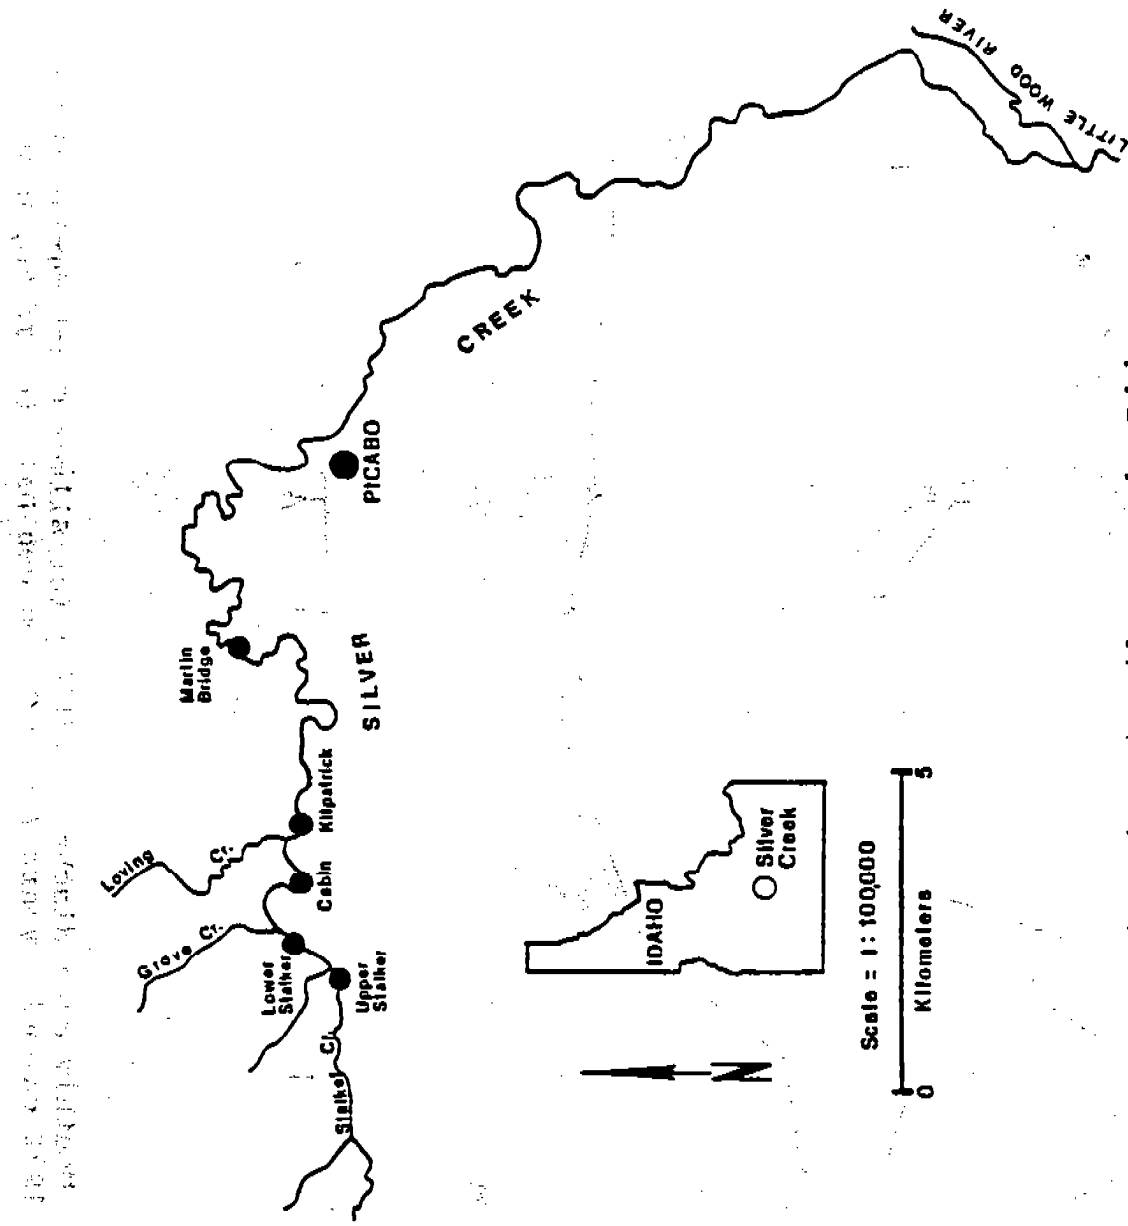 LITTLE WOOD RIVER
CREEK
PICABO
SILVER
Martin
Bridge
Kilpatrick
Loving Cr.
Cabin
Grove Cr.
Lower
Stalker
Upper
Stalker
Stalker Cr.
IDAHO
Silver
Creek
N
Scale = 1:100,000
0 5
Kilometers